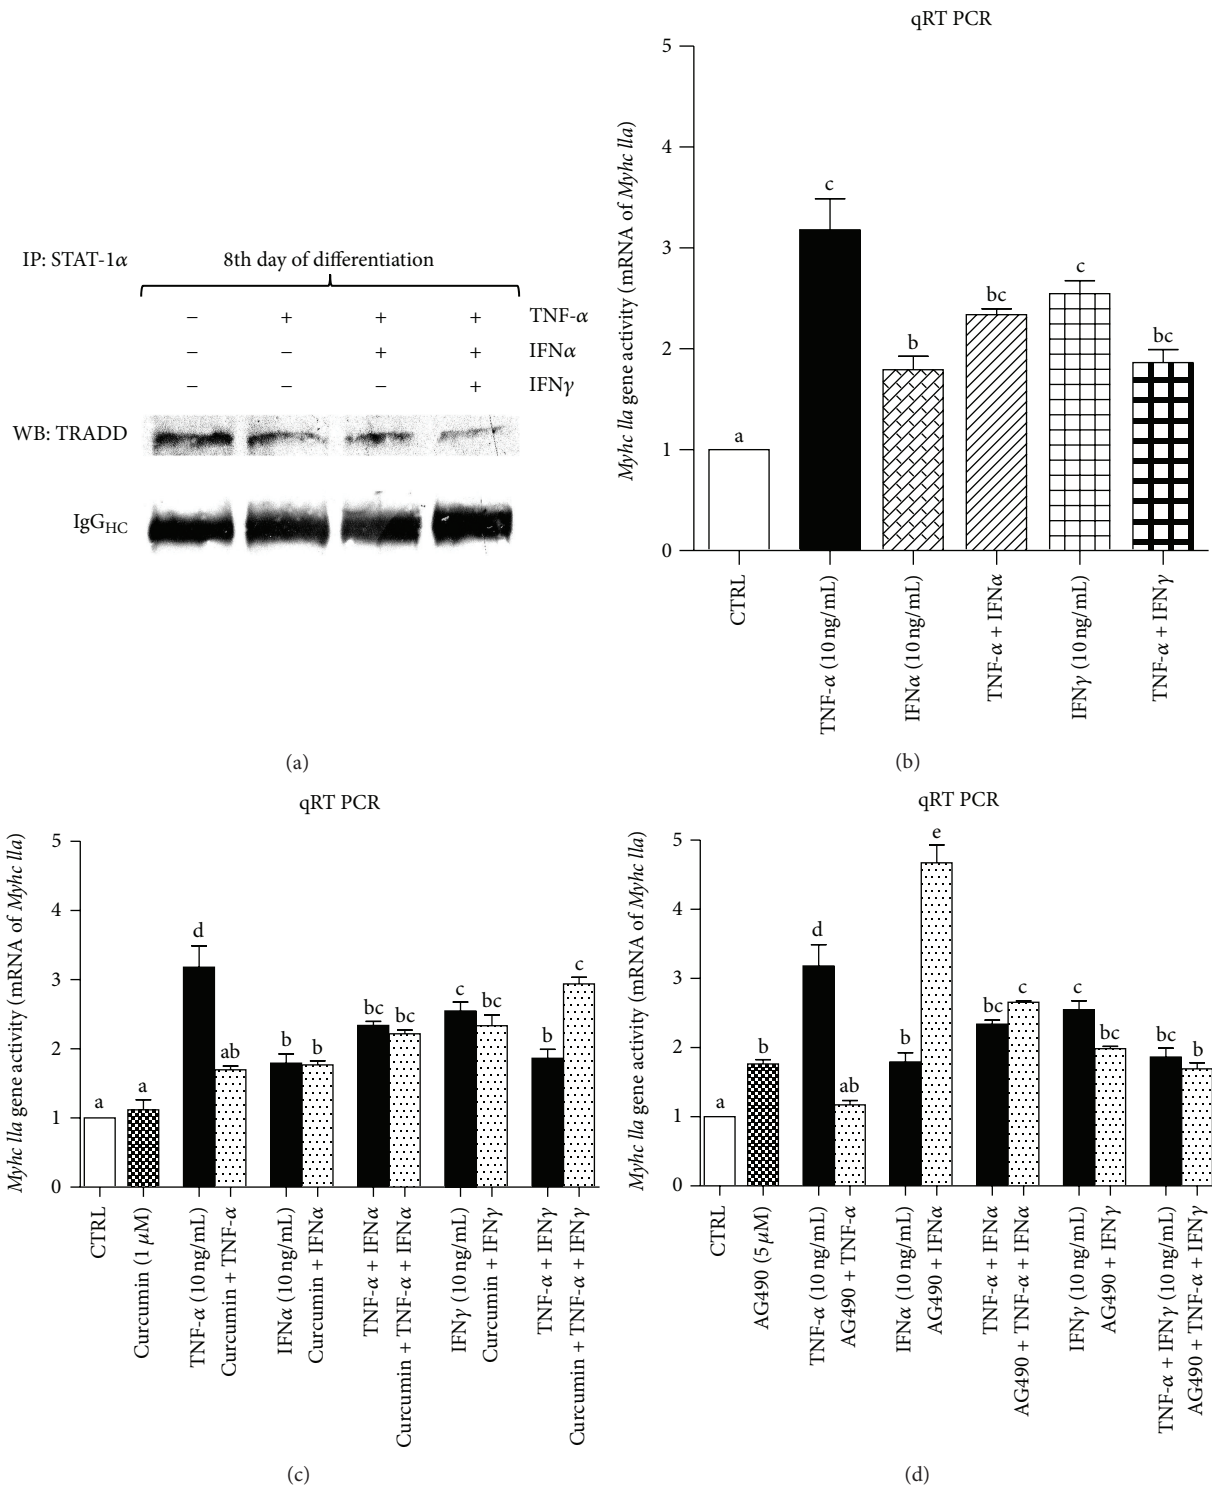 IP: STAT-1α
8th day of differentiation
− + + + TNF-α
− − + + IFNα
− − − + IFNγ
WB: TRADD
IgG_HC
(a)
qRT PCR
Myhc IIa gene activity (mRNA of Myhc IIa)
5
4
3
2
1
0
a
c
b
bc
c
bc
CTRL
TNF-α (10 ng/mL)
IFNα (10 ng/mL)
TNF-α + IFNα
IFNγ (10 ng/mL)
TNF-α + IFNγ
(b)
qRT PCR
Myhc IIa gene activity (mRNA of Myhc IIa)
5
4
3
2
1
0
a
a
d
ab
b
b
bc
bc
c
bc
b
c
CTRL
Curcumin (1 μM)
TNF-α (10 ng/mL)
Curcumin + TNF-α
IFNα (10 ng/mL)
Curcumin + IFNα
TNF-α + IFNα
Curcumin + TNF-α + IFNα
IFNγ (10 ng/mL)
Curcumin + IFNγ
TNF-α + IFNγ
Curcumin + TNF-α + IFNγ
(c)
qRT PCR
Myhc IIa gene activity (mRNA of Myhc IIa)
5
4
3
2
1
0
a
b
d
ab
b
e
bc
c
c
bc
bc
b
CTRL
AG490 (5 μM)
TNF-α (10 ng/mL)
AG490 + TNF-α
IFNα (10 ng/mL)
AG490 + IFNα
TNF-α + IFNα
AG490 + TNF-α + IFNα
IFNγ (10 ng/mL)
AG490 + IFNγ
TNF-α + IFNγ (10 ng/mL)
AG490 + TNF-α + IFNγ
(d)